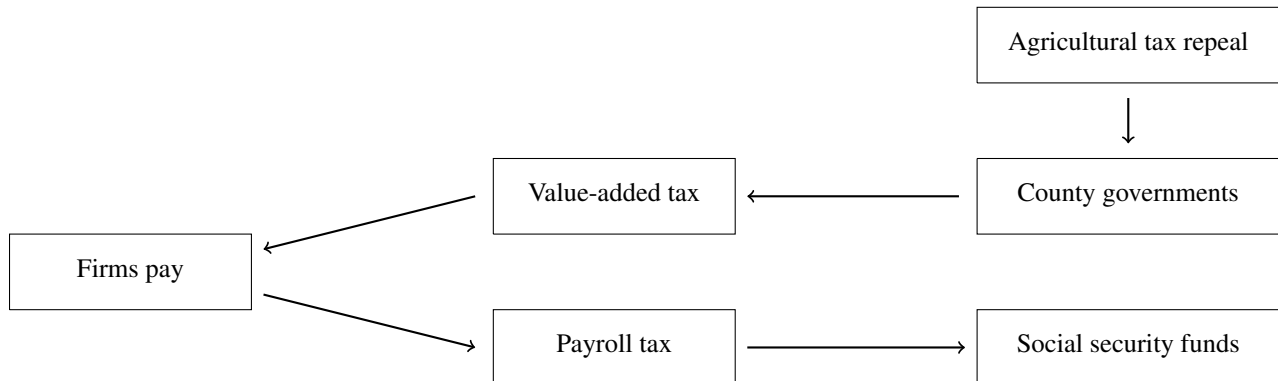 Agricultural tax repeal
Value-added tax
County governments
Firms pay
Payroll tax
Social security funds